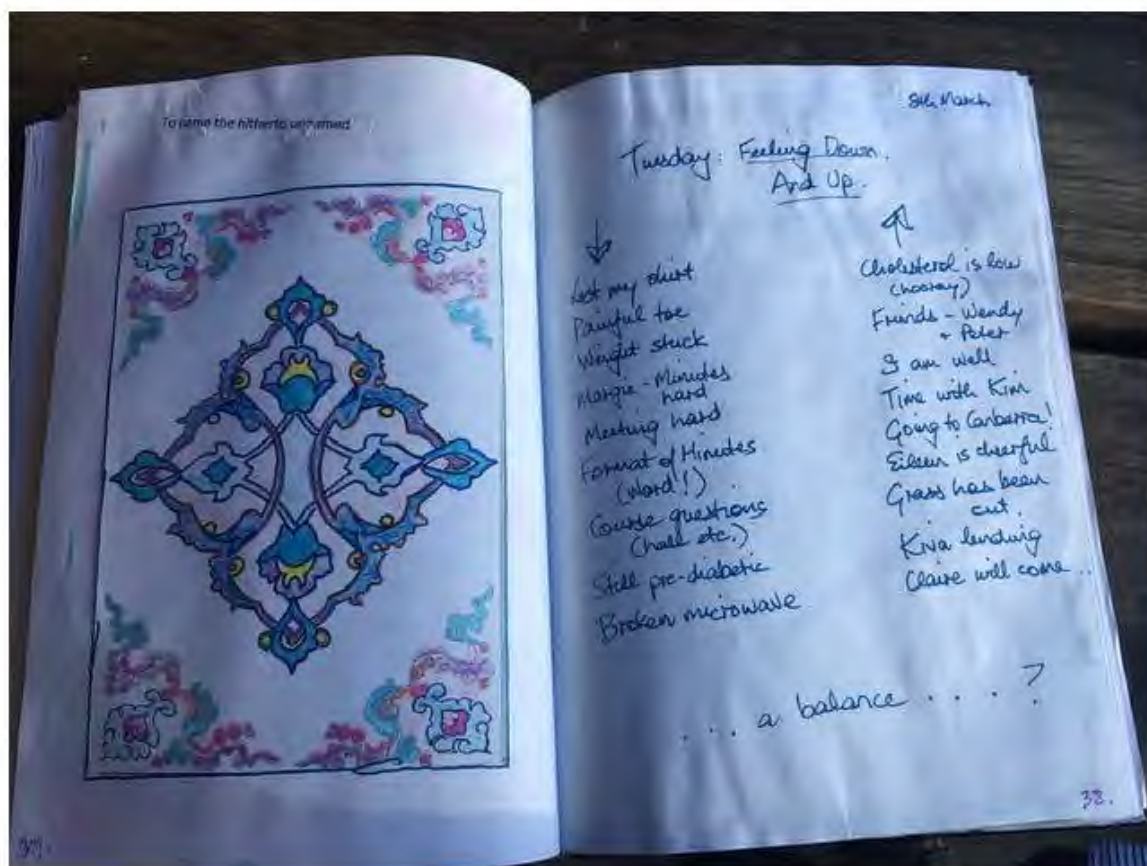 To name the hitherto unnamed
37.
8th March
Tuesday: Feeling Down.
And Up.
Lost my shirt
Painful toe
Weight stuck
Margie - Minutes
hard
Meeting hard
Format of Minutes
(Word!)
Course questions
(hall etc.)
Still pre-diabetic
Broken microwave
Cholesterol is low
(hooray)
Friends - Wendy
+ Peter
I am well
Time with Kim
Going to Canberra!
Eileen is cheerful
Grass has been
cut.
Kiva lending
Claire will come ..
. . . a balance . . . . ?
38.